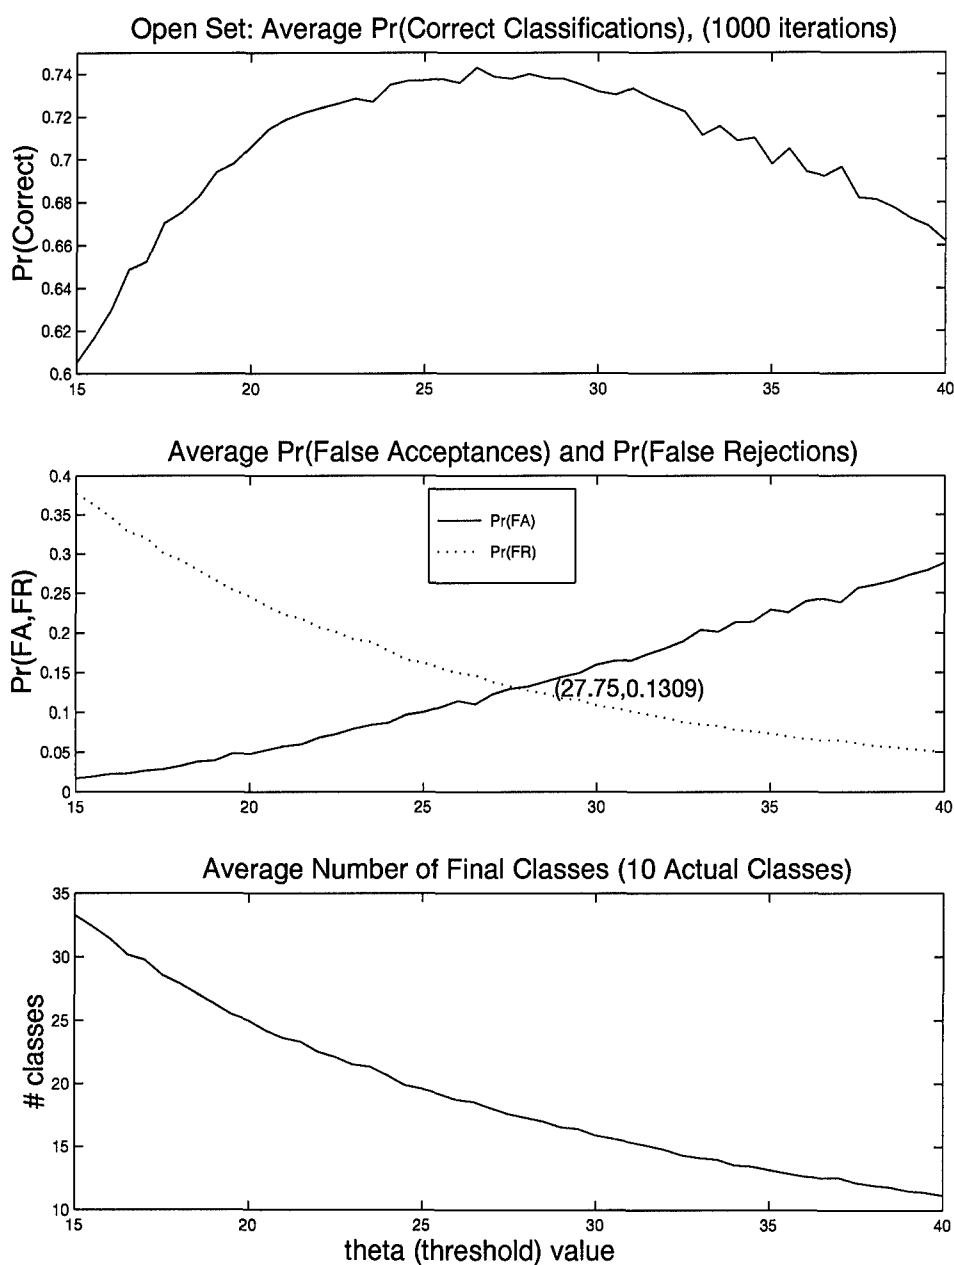 Open Set: Average Pr(Correct Classifications), (1000 iterations)
0.74
0.72
0.7
0.68
0.66
0.64
0.62
0.6
Pr(Correct)
15 20 25 30 35 40
Average Pr(False Acceptances) and Pr(False Rejections)
0.4
0.35
0.3
0.25
0.2
0.15
0.1
0.05
0
Pr(FA,FR)
Pr(FA)
Pr(FR)
(27.75,0.1309)
15 20 25 30 35 40
Average Number of Final Classes (10 Actual Classes)
35
30
25
20
15
10
# classes
15 20 25 30 35 40
theta (threshold) value